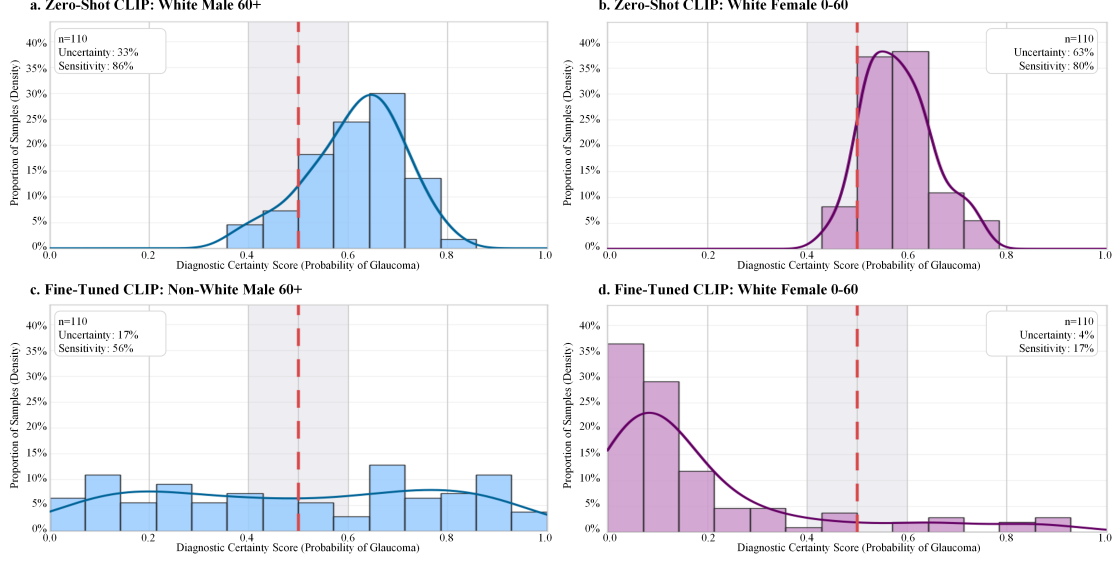 a. Zero-Shot CLIP: White Male 60+
n=110
Uncertainty: 33%
Sensitivity: 86%
Proportion of Samples (Density)
40%
35%
30%
25%
20%
15%
10%
5%
0%
0.0 0.2 0.4 0.6 0.8 1.0
Diagnostic Certainty Score (Probability of Glaucoma)
b. Zero-Shot CLIP: White Female 0-60
n=110
Uncertainty: 63%
Sensitivity: 80%
Proportion of Samples (Density)
40%
35%
30%
25%
20%
15%
10%
5%
0%
0.0 0.2 0.4 0.6 0.8 1.0
Diagnostic Certainty Score (Probability of Glaucoma)
c. Fine-Tuned CLIP: Non-White Male 60+
n=110
Uncertainty: 17%
Sensitivity: 56%
Proportion of Samples (Density)
40%
35%
30%
25%
20%
15%
10%
5%
0%
0.0 0.2 0.4 0.6 0.8 1.0
Diagnostic Certainty Score (Probability of Glaucoma)
d. Fine-Tuned CLIP: White Female 0-60
n=110
Uncertainty: 4%
Sensitivity: 17%
Proportion of Samples (Density)
40%
35%
30%
25%
20%
15%
10%
5%
0%
0.0 0.2 0.4 0.6 0.8 1.0
Diagnostic Certainty Score (Probability of Glaucoma)